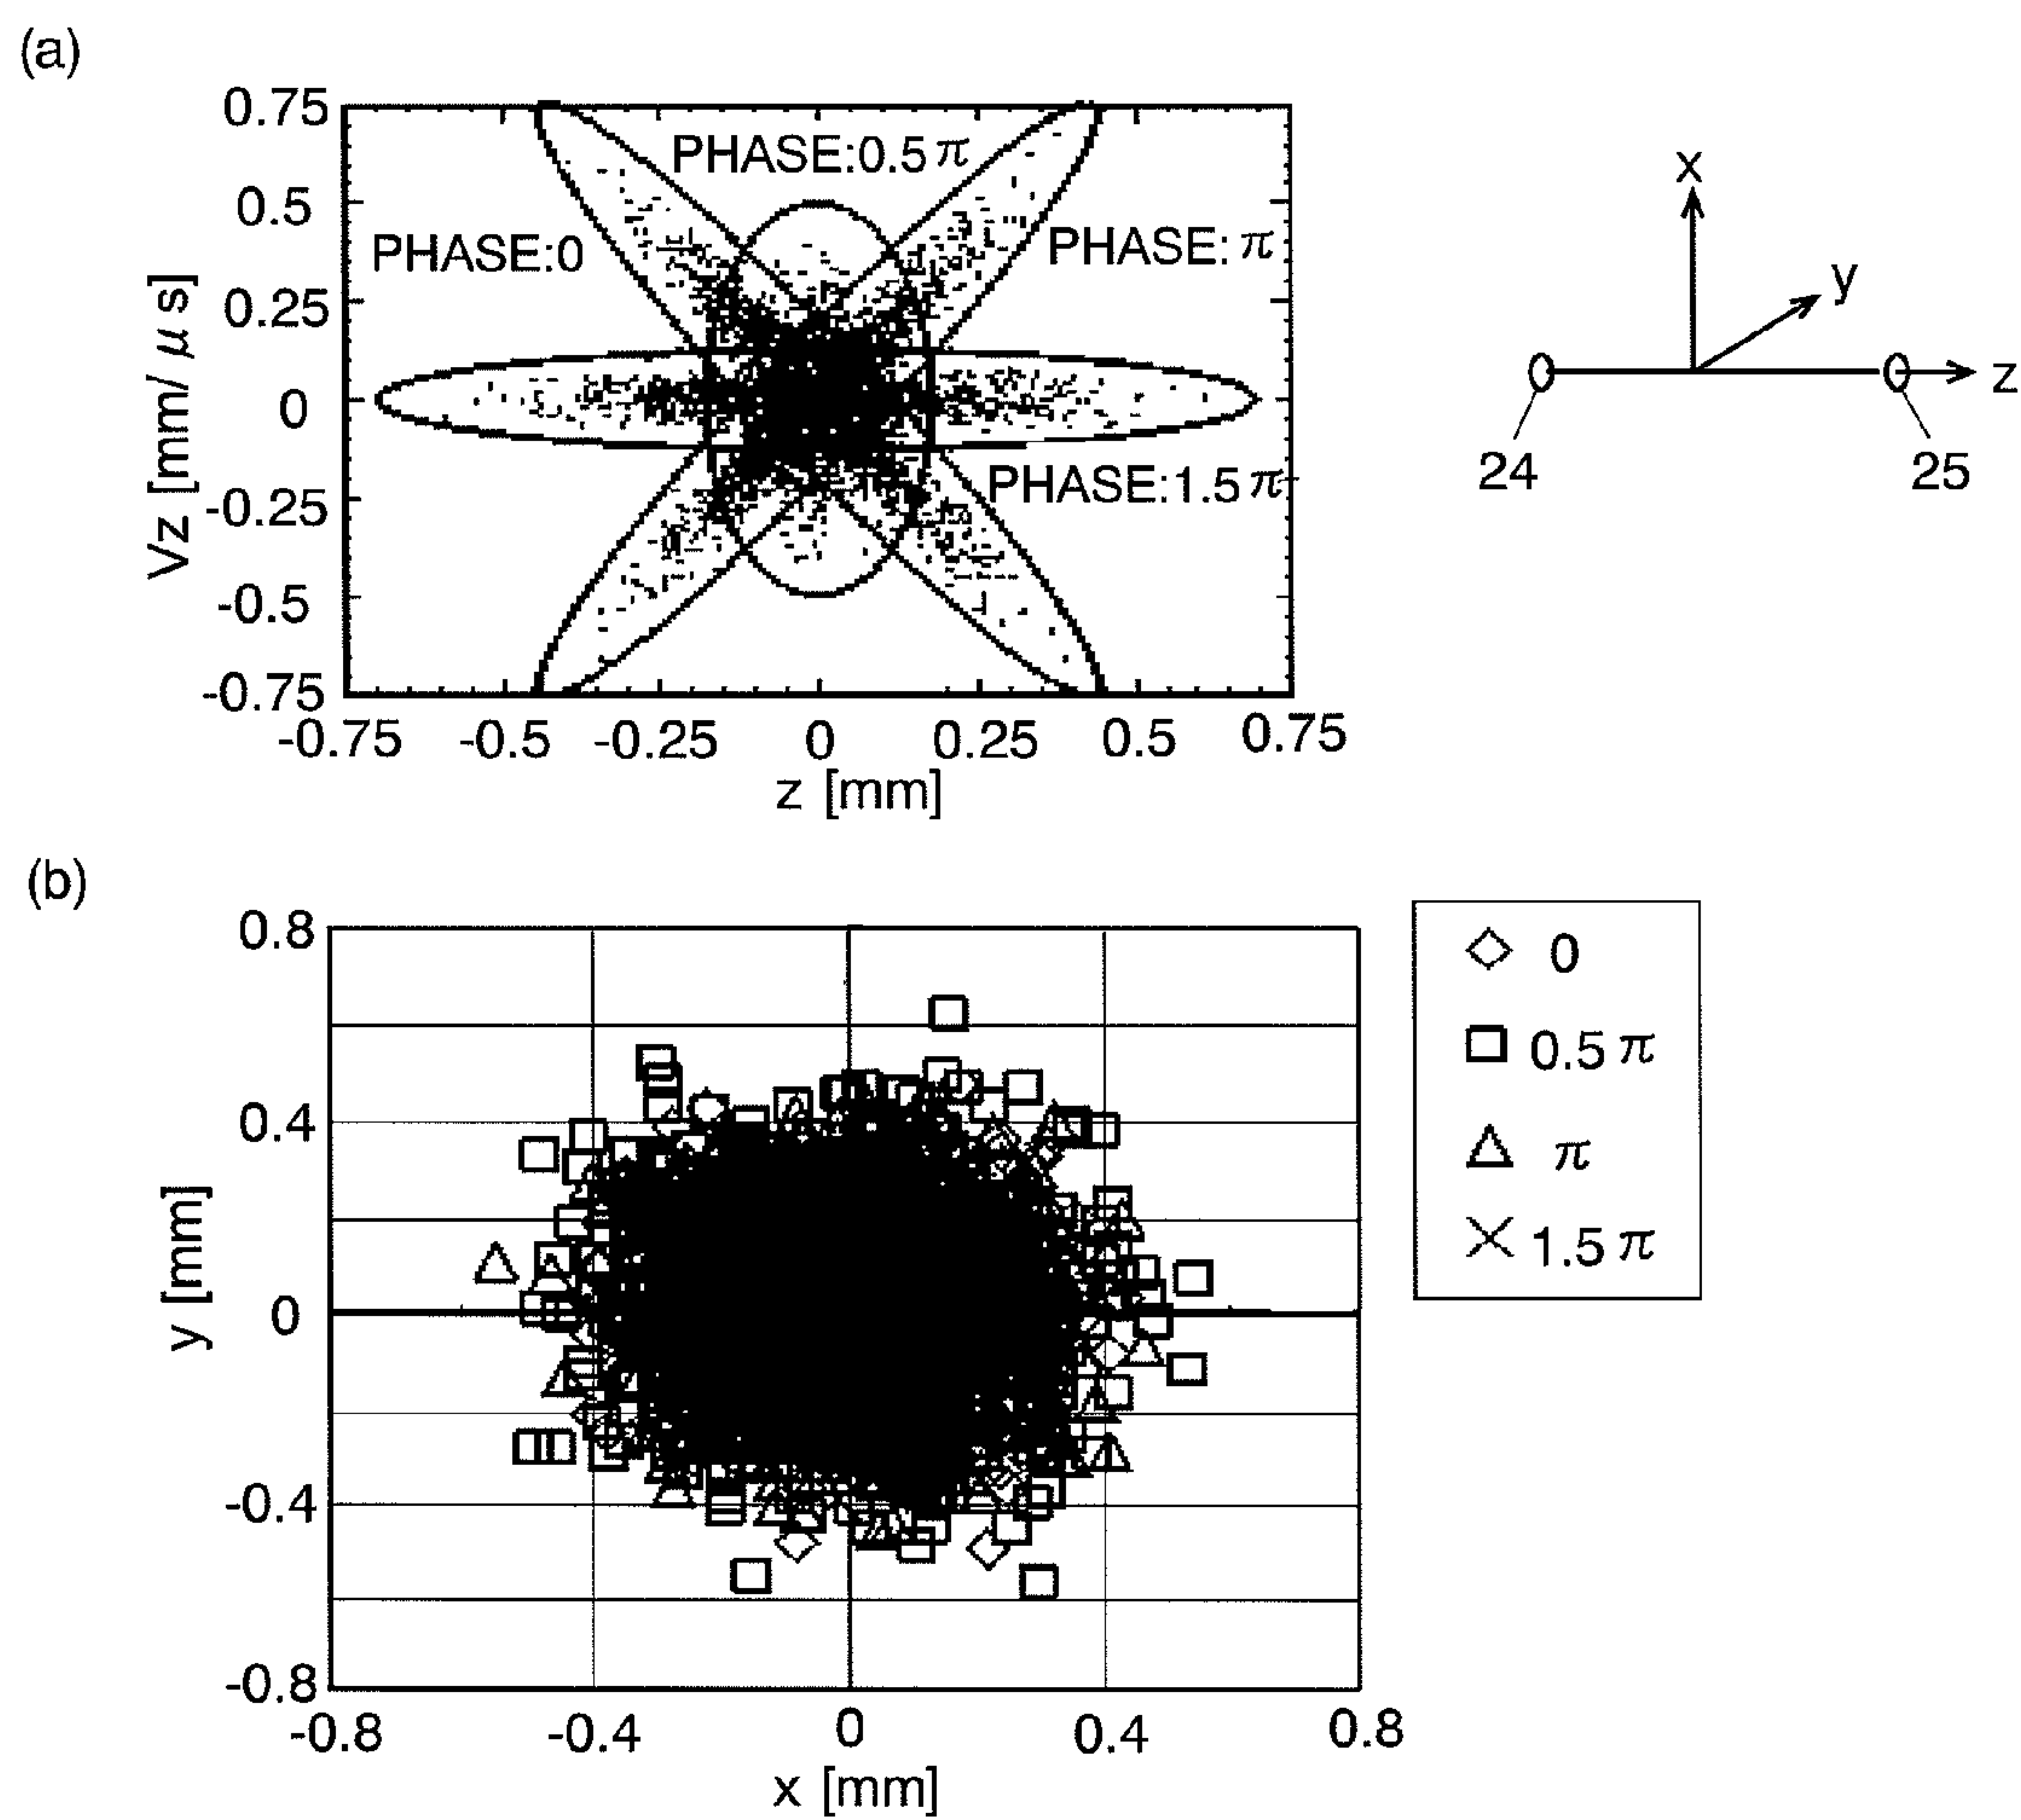 (a)
0.75
0.5
0.25
0
-0.25
-0.5
-0.75
Vz [mm/μs]
PHASE:0.5π
PHASE:0
PHASE:π
PHASE:1.5π
-0.75 -0.5 -0.25 0 0.25 0.5 0.75
z [mm]
x
y
z
24
25
(b)
0.8
0.4
0
-0.4
-0.8
y [mm]
-0.8 -0.4 0 0.4 0.8
x [mm]
0
0.5π
π
1.5π